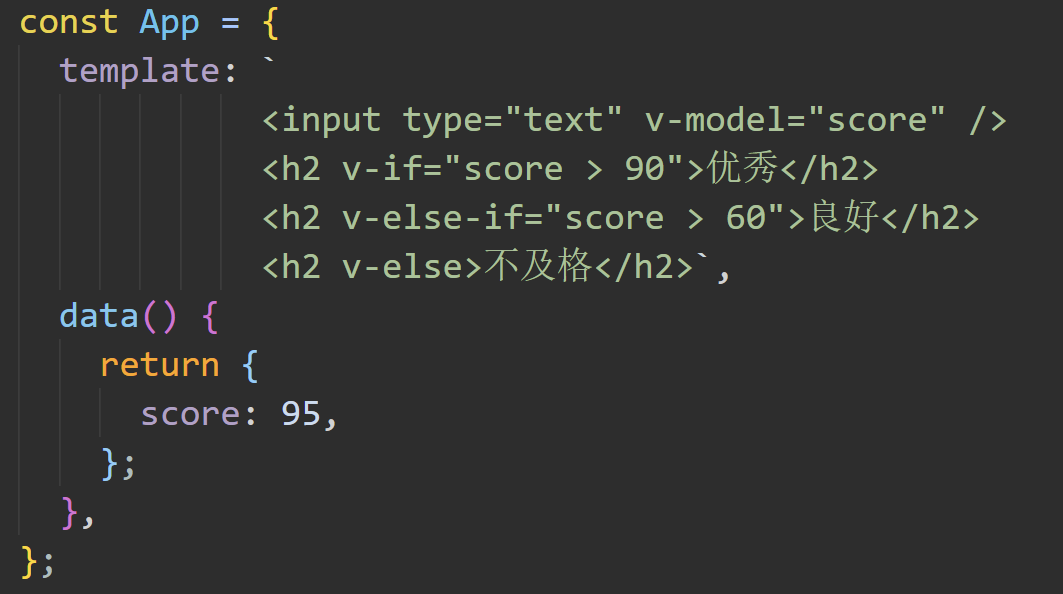 const App = {
  template: `
            <input type="text" v-model="score" />
            <h2 v-if="score > 90">优秀</h2>
            <h2 v-else-if="score > 60">良好</h2>
            <h2 v-else>不及格</h2>`,
  data() {
    return {
      score: 95,
    };
  },
};